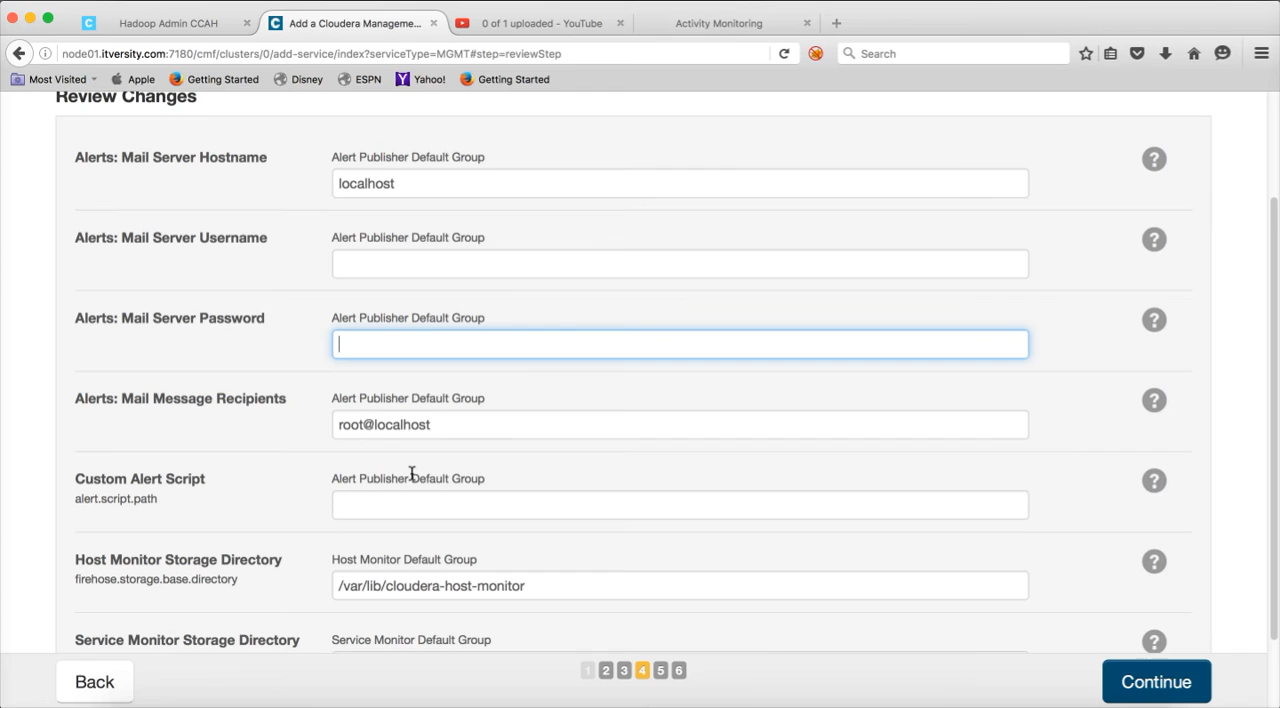 Hadoop Admin CCAH
Add a Cloudera Manageme...
0 of 1 uploaded - YouTube
Activity Monitoring
node01.itversity.com:7180/cmf/clusters/0/add-service/index?serviceType=MGMT#step=reviewStep
Search
Most Visited
Apple
Getting Started
Disney
ESPN
Yahoo!
Getting Started
Review Changes
Alerts: Mail Server Hostname
Alert Publisher Default Group
localhost
Alerts: Mail Server Username
Alert Publisher Default Group
Alerts: Mail Server Password
Alert Publisher Default Group
Alerts: Mail Message Recipients
Alert Publisher Default Group
root@localhost
Custom Alert Script
alert.script.path
Alert Publisher Default Group
Host Monitor Storage Directory
firehose.storage.base.directory
Host Monitor Default Group
/var/lib/cloudera-host-monitor
Service Monitor Storage Directory
Service Monitor Default Group
Back
1 2 3 4 5 6
Continue